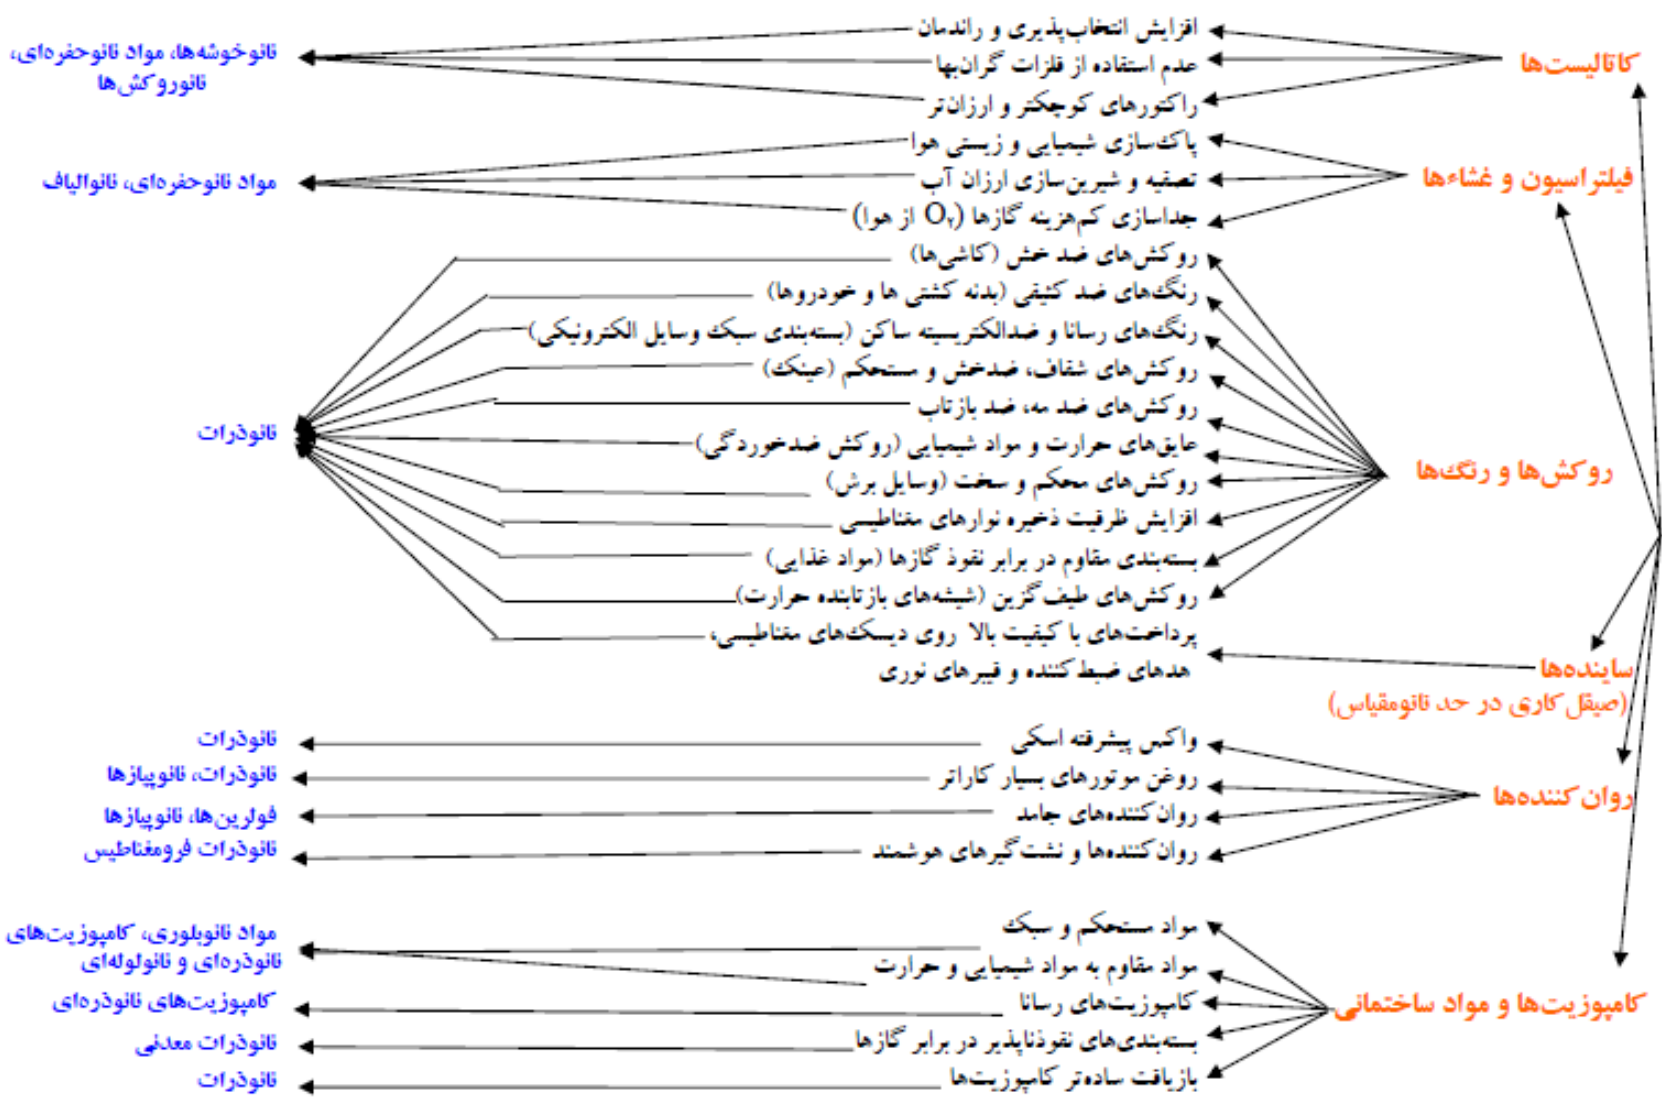 کاتالیست‌ها
افزایش انتخاب‌پذیری و راندمان
عدم استفاده از فلزات گران‌بها
راکتورهای کوچکتر و ارزان‌تر
نانوخوشه‌ها، مواد نانوحفره‌ای،
نانوروکش‌ها
فیلتراسیون و غشاءها
پاک‌سازی شیمیایی و زیستی هوا
تصفیه و شیرین‌سازی ارزان آب
جداسازی کم‌هزینه گازها (O₂ از هوا)
مواد نانوحفره‌ای، نانوالیاف
روکش‌ها و رنگ‌ها
روکش‌های ضد خش (کاشی‌ها)
رنگ‌های ضد کثیفی (بدنه کشتی ها و خودروها)
رنگ‌های رسانا و ضدالکتریسیته ساکن (بسته‌بندی سبک وسایل الکترونیکی)
روکش‌های شفاف، ضدخش و مستحکم (عینک)
روکش‌های ضد مه، ضد بازتاب
عایق‌های حرارت و مواد شیمیایی (روکش ضدخوردگی)
روکش‌های محکم و سخت (وسایل برش)
افزایش ظرفیت ذخیره نوارهای مغناطیسی
بسته‌بندی مقاوم در برابر نفوذ گازها (مواد غذایی)
روکش‌های طیف‌گزین (شیشه‌های بازتابنده حرارت)
نانوذرات
ساینده‌ها
(صیقل‌کاری در حد نانومقیاس)
پرداخت‌های با کیفیت بالا روی دیسک‌های مغناطیسی،
هدهای ضبط‌کننده و فیبرهای نوری
روان‌کننده‌ها
واکس پیشرفته اسکی
نانوذرات
روغن موتورهای بسیار کاراتر
نانوذرات، نانوپیازها
روان‌کننده‌های جامد
فولرین‌ها، نانوپیازها
روان‌کننده‌ها و نشت‌گیرهای هوشمند
نانوذرات فرومغناطیس
کامپوزیت‌ها و مواد ساختمانی
مواد مستحکم و سبک
مواد مقاوم به مواد شیمیایی و حرارت
مواد نانوبلوری، کامپوزیت‌های
نانوذره‌ای و نانولوله‌ای
کامپوزیت‌های رسانا
کامپوزیت‌های نانوذره‌ای
بسته‌بندی‌های نفوذناپذیر در برابر گازها
نانوذرات معدنی
بازیافت ساده‌تر کامپوزیت‌ها
نانوذرات